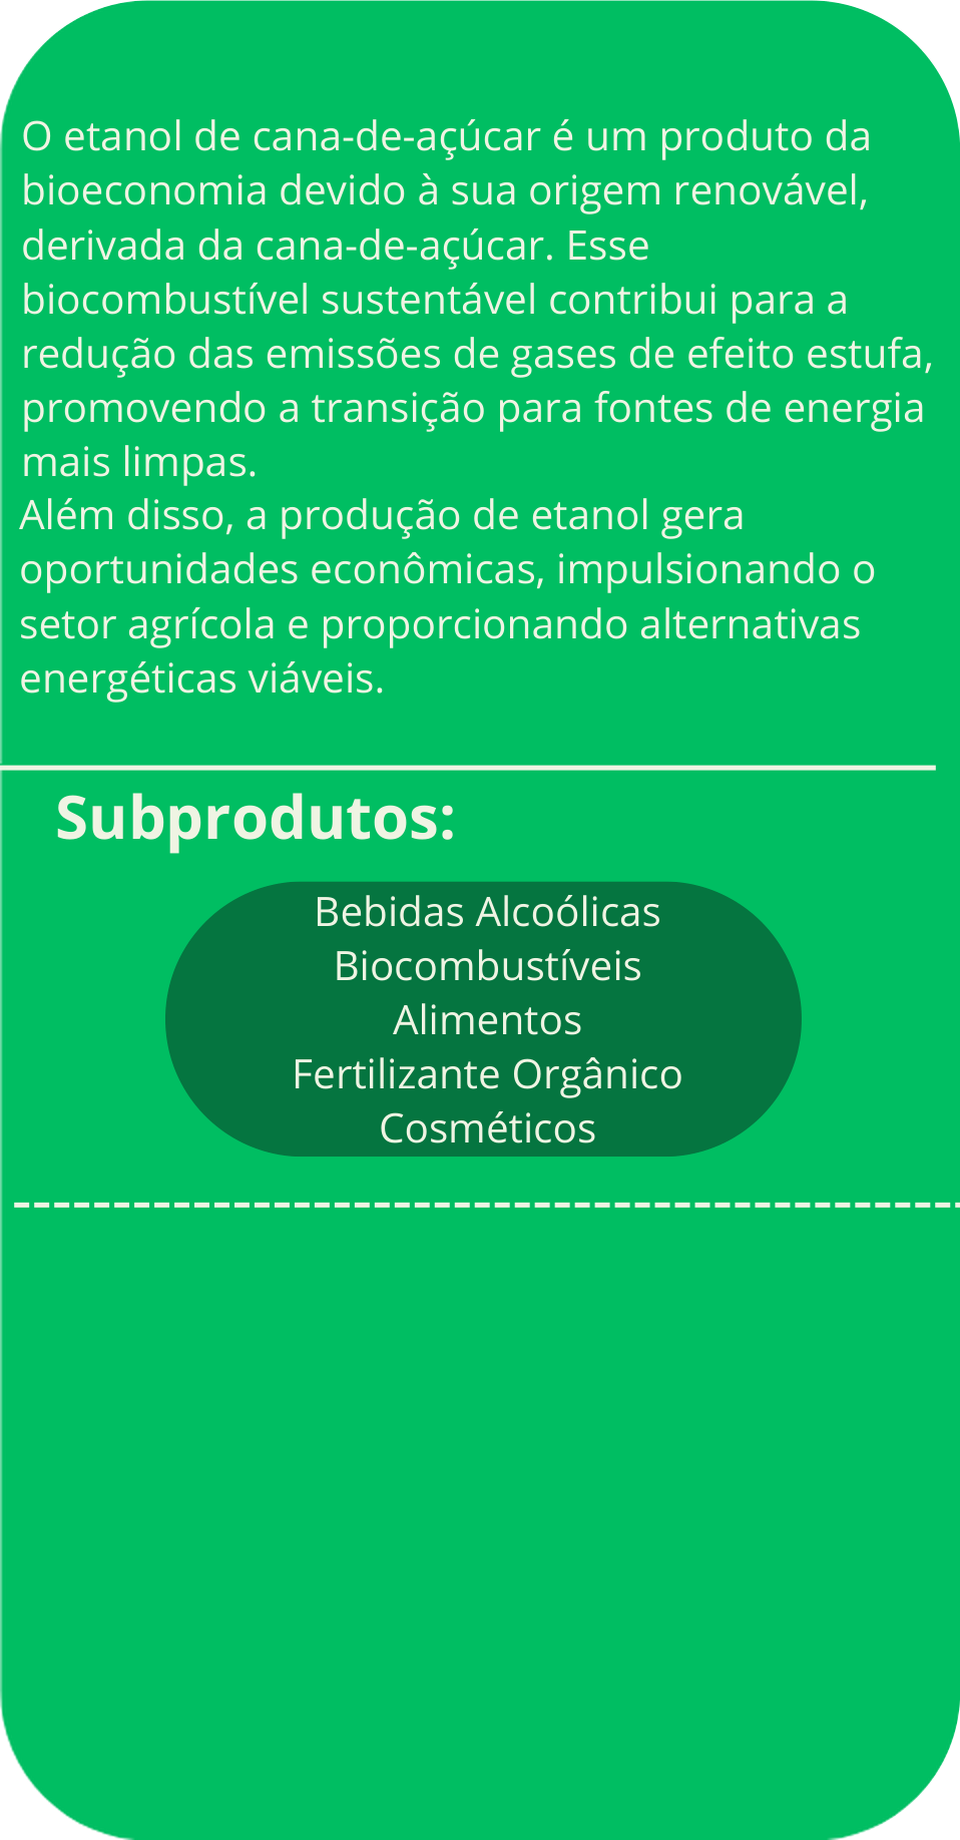 O etanol de cana-de-açúcar é um produto da
bioeconomia devido à sua origem renovável,
derivada da cana-de-açúcar. Esse
biocombustível sustentável contribui para a
redução das emissões de gases de efeito estufa,
promovendo a transição para fontes de energia
mais limpas.
Além disso, a produção de etanol gera
oportunidades econômicas, impulsionando o
setor agrícola e proporcionando alternativas
energéticas viáveis.
Subprodutos:
Bebidas Alcoólicas
Biocombustíveis
Alimentos
Fertilizante Orgânico
Cosméticos